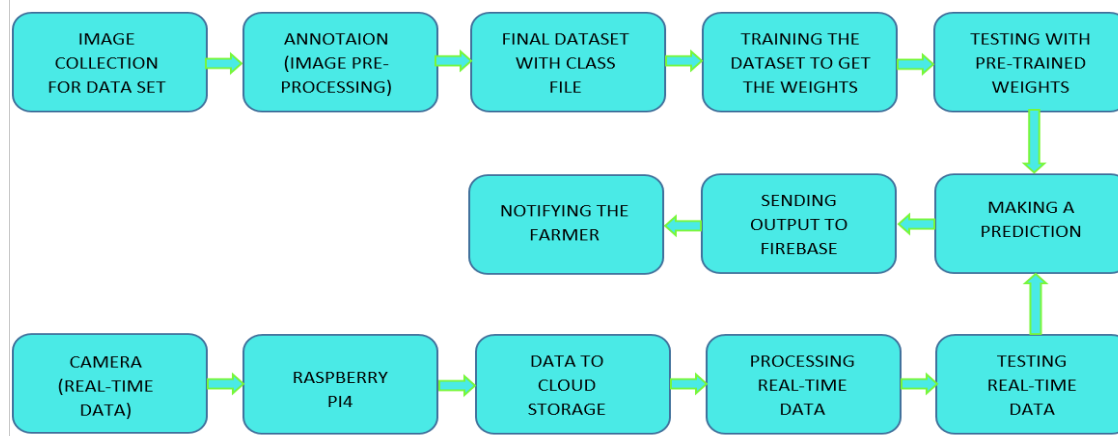 IMAGE
COLLECTION
FOR DATA SET
ANNOTAION
(IMAGE PRE-
PROCESSING)
FINAL DATASET
WITH CLASS
FILE
TRAINING THE
DATASET TO GET
THE WEIGHTS
TESTING WITH
PRE-TRAINED
WEIGHTS
NOTIFYING THE
FARMER
SENDING
OUTPUT TO
FIREBASE
MAKING A
PREDICTION
CAMERA
(REAL-TIME
DATA)
RASPBERRY
PI4
DATA TO
CLOUD
STORAGE
PROCESSING
REAL-TIME
DATA
TESTING
REAL-TIME
DATA